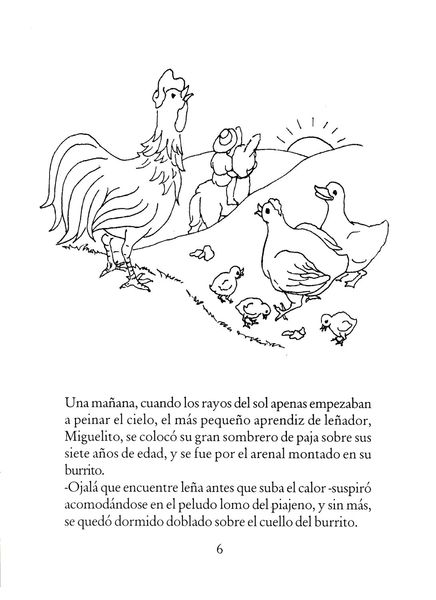 Una mañana, cuando los rayos del sol apenas empezaban
a peinar el cielo, el más pequeño aprendiz de leñador,
Miguelito, se colocó su gran sombrero de paja sobre sus
siete años de edad, y se fue por el arenal montado en su
burrito.
-Ojalá que encuentre leña antes que suba el calor -suspiró
acomodándose en el peludo lomo del piajeno, y sin más,
se quedó dormido doblado sobre el cuello del burrito.
6